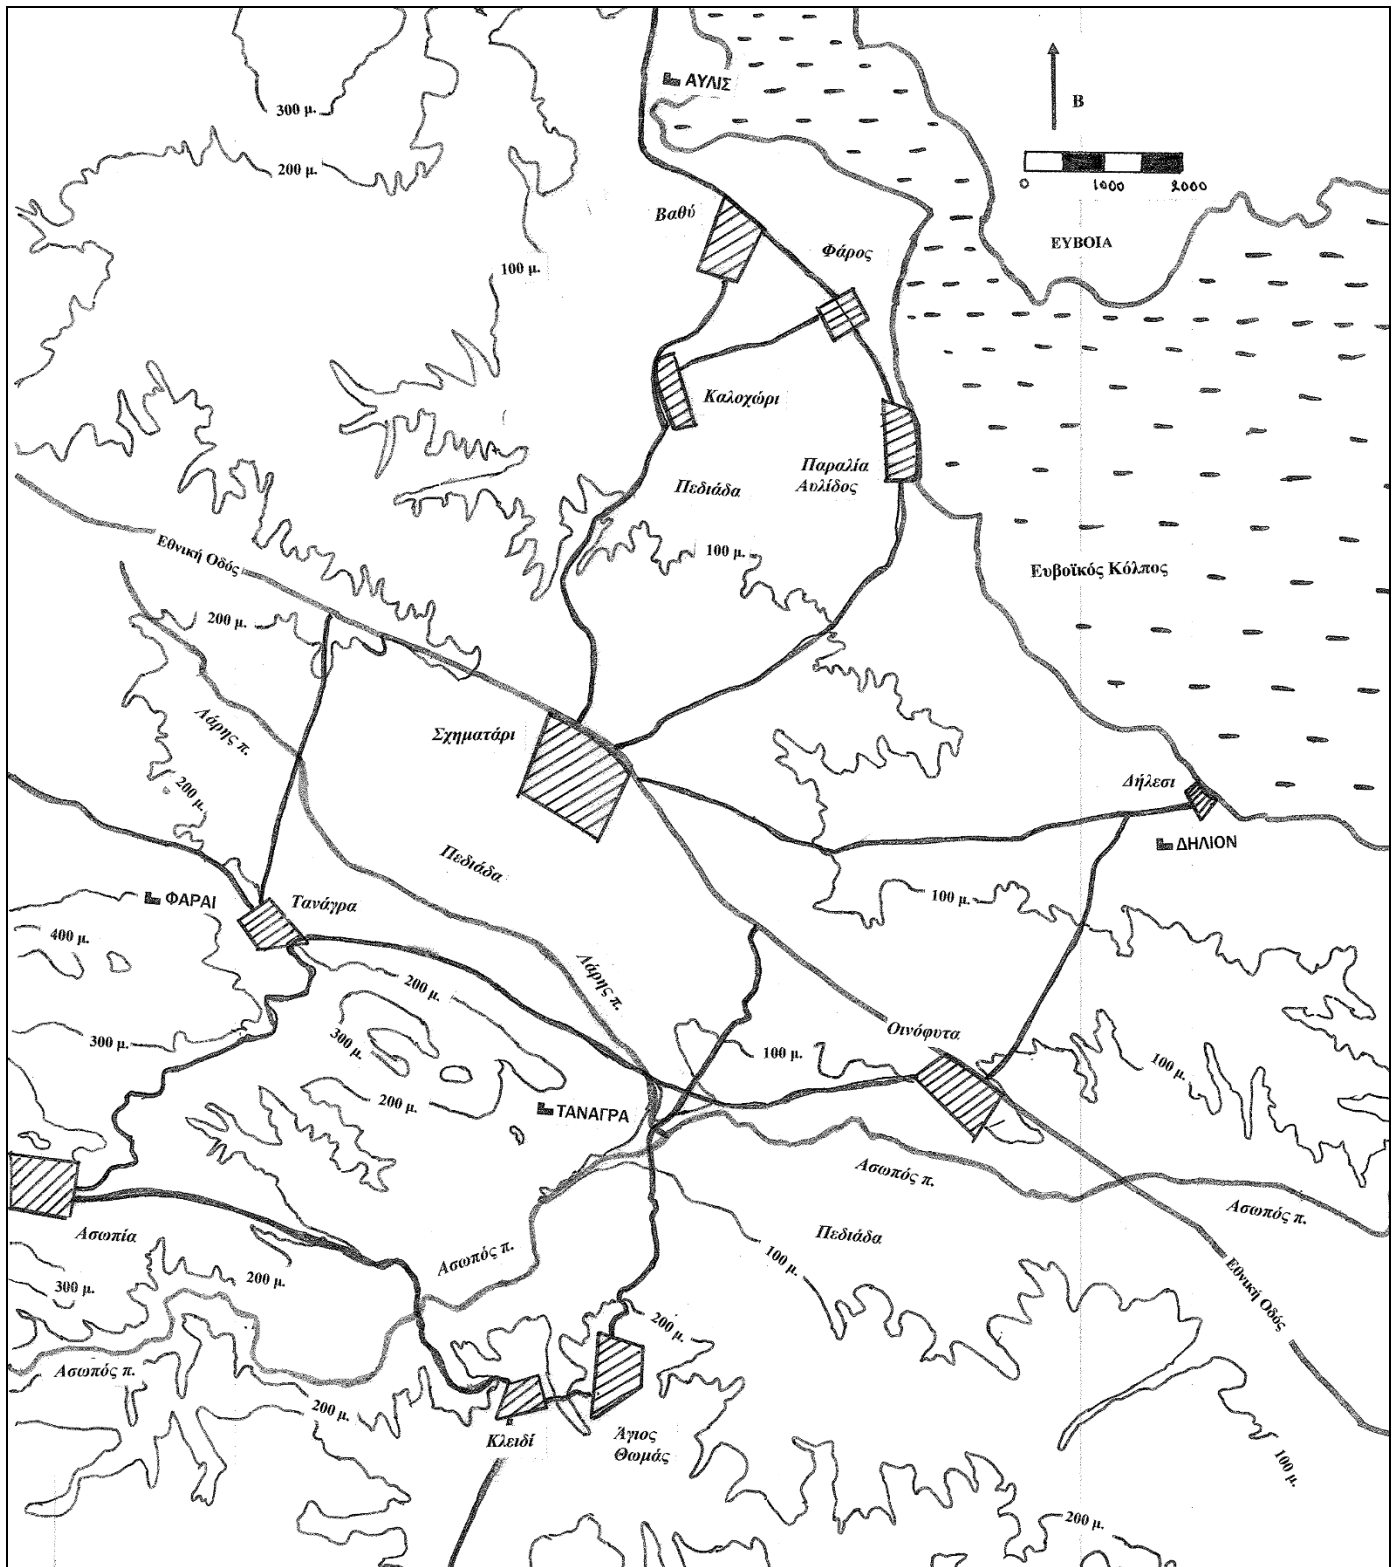 ΑΥΛΙΣ
Β
300 μ.
200 μ.
0 1000 2000
Βαθύ
Φάρος
ΕΥΒΟΙΑ
100 μ.
Καλοχώρι
Παραλία
Αυλίδος
Πεδιάδα
Εθνική Οδός
100 μ.
Ευβοϊκός Κόλπος
200 μ.
Λάρης π.
Σχηματάρι
Δήλεσι
200 μ.
ΔΗΛΙΟΝ
Πεδιάδα
ΦΑΡΑΙ
Τανάγρα
100 μ.
400 μ.
Λάρης π.
200 μ.
Οινόφυτα
300 μ.
300 μ.
100 μ.
100 μ.
200 μ.
ΤΑΝΑΓΡΑ
Ασωπός π.
Ασωπός π.
Ασωπία
Πεδιάδα
Ασωπός π.
100 μ.
200 μ.
300 μ.
Εθνική Οδός
200 μ.
Ασωπός π.
200 μ.
Κλειδί
Άγιος
Θωμάς
100 μ.
200 μ.